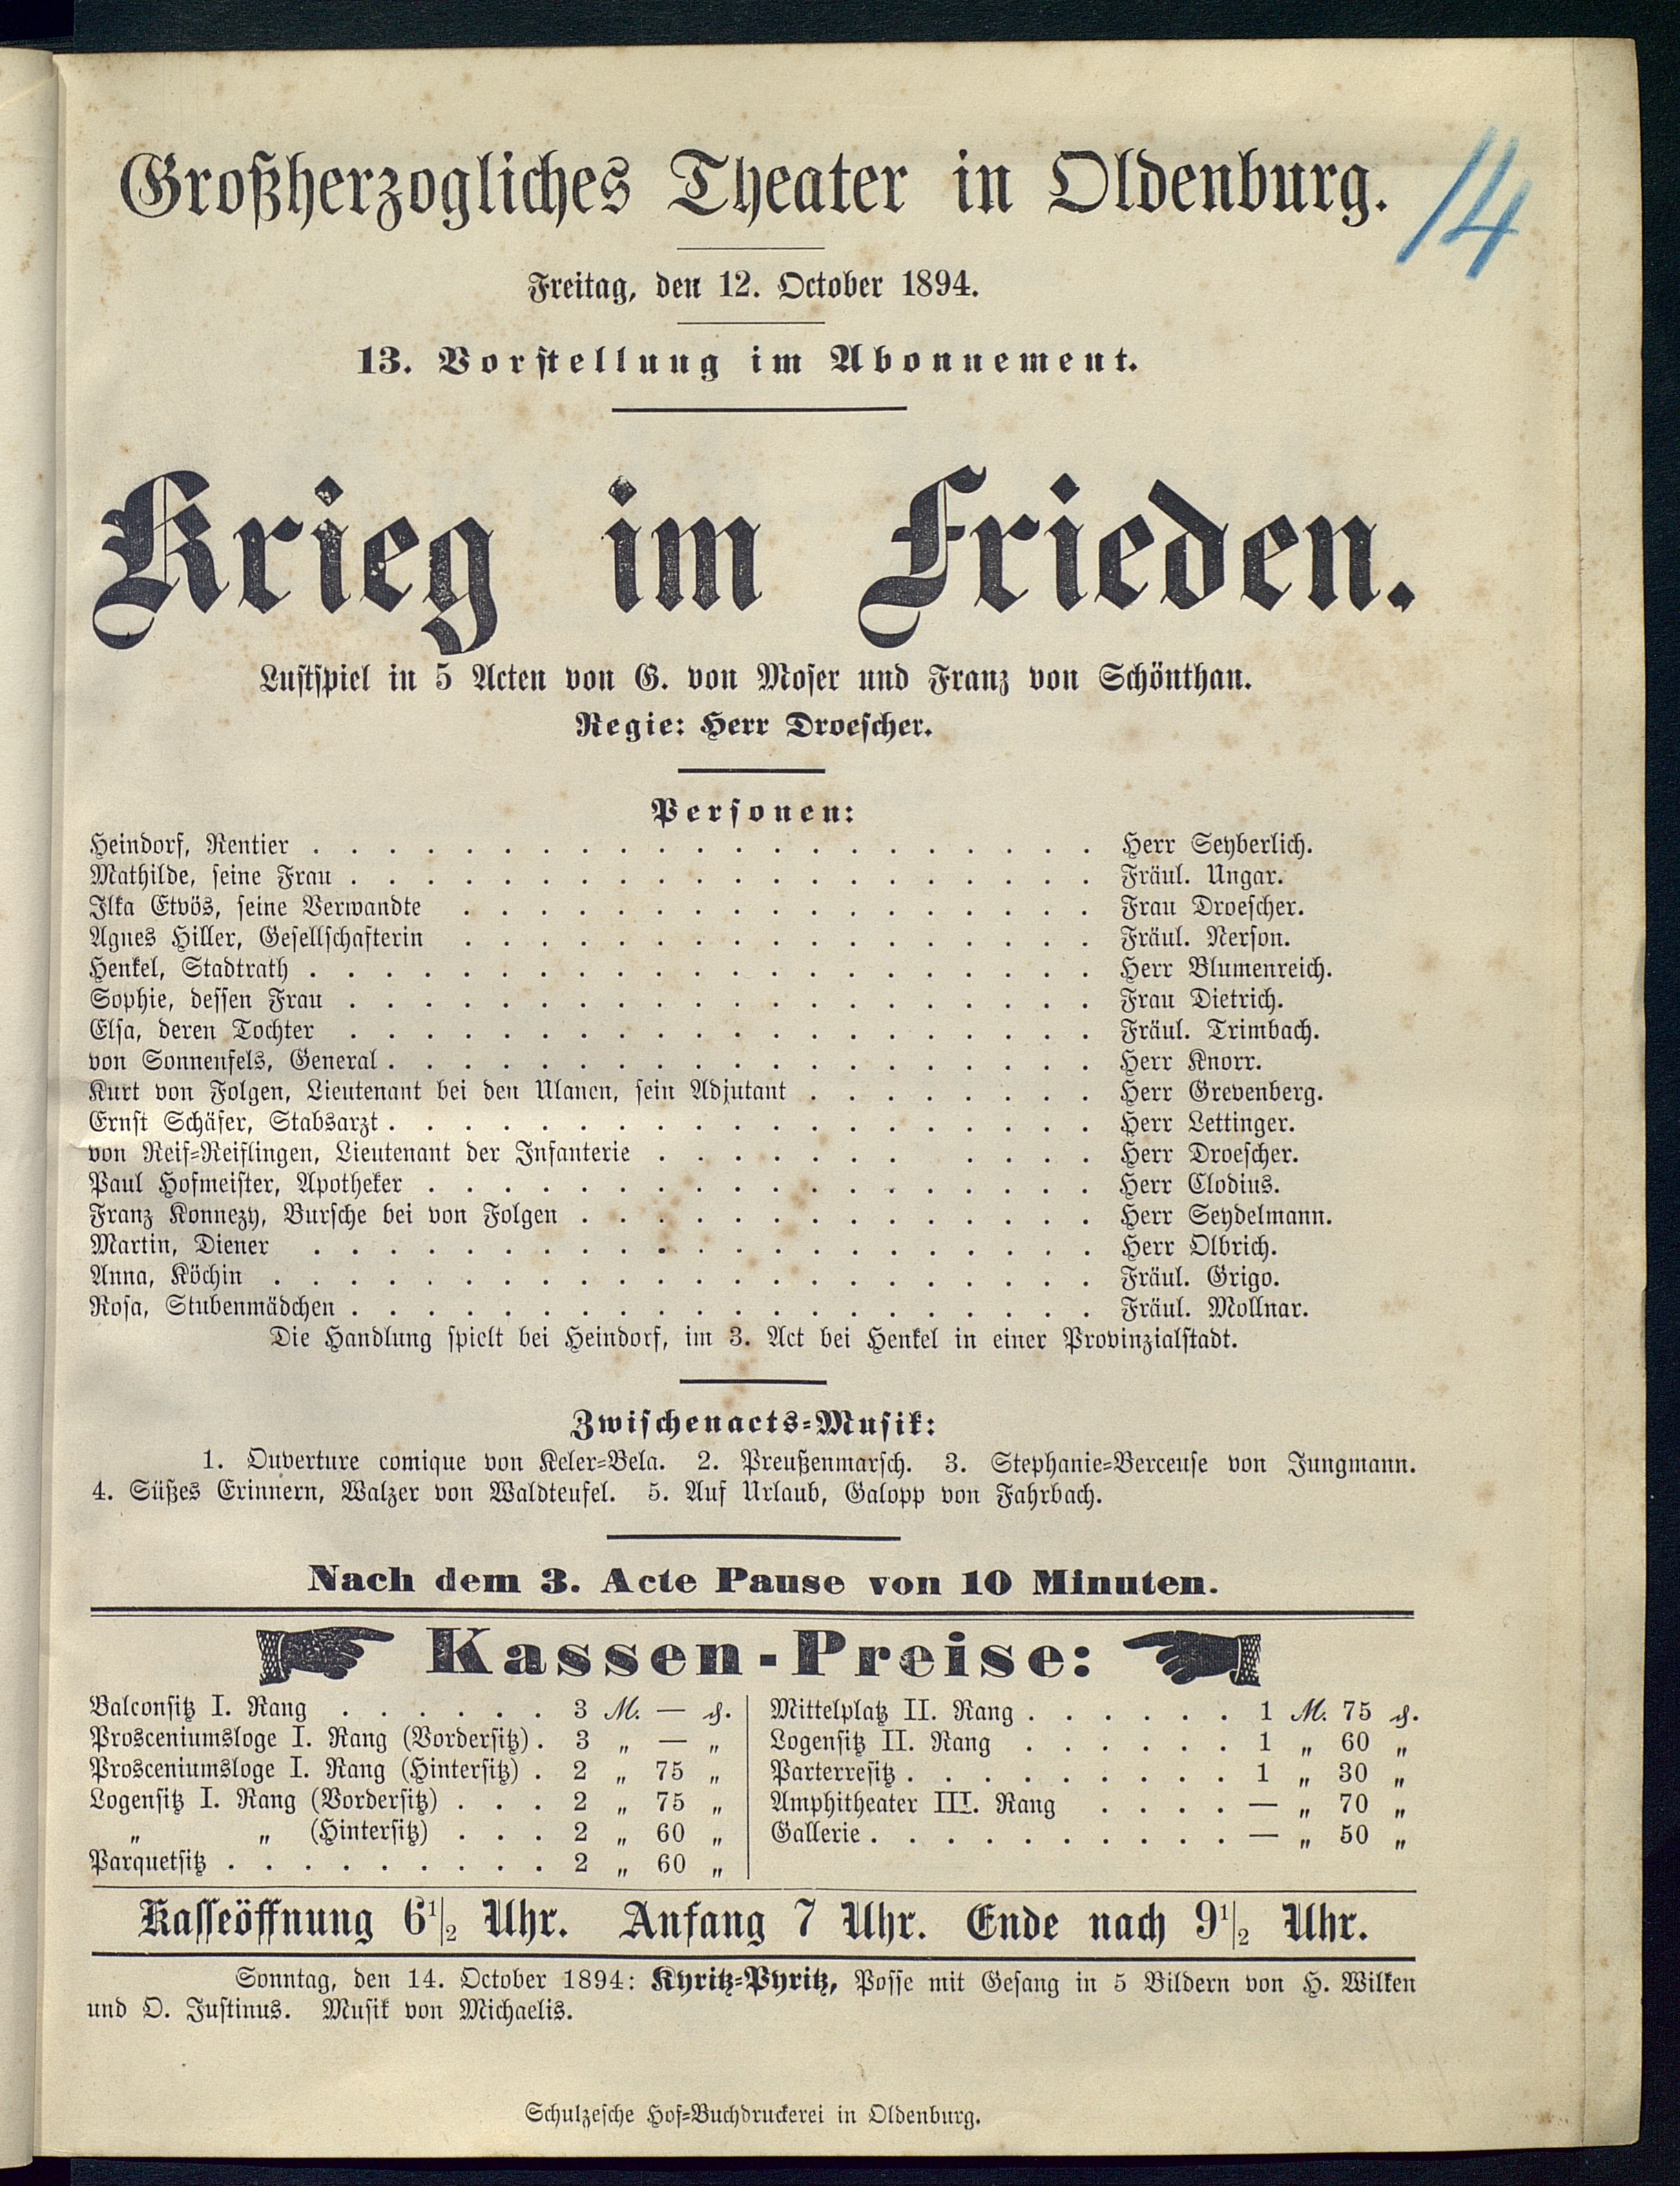 Großherzogliches Theater in Oldenburg.
14
Freitag, den 12. October 1894.
13. Vorstellung im Abonnement.
Krieg im Frieden.
Lustspiel in 5 Acten von G. von Moser und Franz von Schönthan.
Regie: Herr Droescher.
Personen:
Heindorf, Rentier . . . . . . . . . . . . . . . . . . . . . Herr Seyberlich.
Mathilde, seine Frau . . . . . . . . . . . . . . . . . . . . Fräul. Ungar.
Ilka Etvös, seine Verwandte . . . . . . . . . . . . . . . . . Frau Droescher.
Agnes Hiller, Gesellschafterin . . . . . . . . . . . . . . . . . Fräul. Nerson.
Henkel, Stadtrath . . . . . . . . . . . . . . . . . . . . . Herr Blumenreich.
Sophie, dessen Frau . . . . . . . . . . . . . . . . . . . . Frau Dietrich.
Elsa, deren Tochter . . . . . . . . . . . . . . . . . . . . Fräul. Trimbach.
von Sonnenfels, General . . . . . . . . . . . . . . . . . . . Herr Knorr.
Kurt von Folgen, Lieutenant bei den Ulanen, sein Adjutant . . . . . . . . Herr Grevenberg.
Ernst Schäfer, Stabsarzt . . . . . . . . . . . . . . . . . . . Herr Lettinger.
von Reif-Reiflingen, Lieutenant der Infanterie . . . . . . . . . . . Herr Droescher.
Paul Hofmeister, Apotheker . . . . . . . . . . . . . . . . . . Herr Clodius.
Franz Konnezy, Bursche bei von Folgen . . . . . . . . . . . . . . Herr Seydelmann.
Martin, Diener . . . . . . . . . . . . . . . . . . . . . Herr Olbrich.
Anna, Köchin . . . . . . . . . . . . . . . . . . . . . . Fräul. Grigo.
Rosa, Stubenmädchen . . . . . . . . . . . . . . . . . . . . Fräul. Mollnar.
Die Handlung spielt bei Heindorf, im 3. Act bei Henkel in einer Provinzialstadt.
Zwischenacts-Musik:
1. Ouverture comique von Keler-Bela. 2. Preußenmarsch. 3. Stephanie-Berceuse von Jungmann.
4. Süßes Erinnern, Walzer von Waldteufel. 5. Auf Urlaub, Galopp von Fahrbach.
Nach dem 3. Acte Pause von 10 Minuten.
Kassen-Preise:
Balconsitz I. Rang . . . . . . 3 M. — ₰.
Prosceniumsloge I. Rang (Vordersitz) . 3 „ — „
Prosceniumsloge I. Rang (Hintersitz) . 2 „ 75 „
Logensitz I. Rang (Vordersitz) . . . 2 „ 75 „
„ „ (Hintersitz) . . . 2 „ 60 „
Parquetsitz . . . . . . . . . 2 „ 60 „
Mittelplatz II. Rang . . . . . . 1 M. 75 ₰.
Logensitz II. Rang . . . . . . 1 „ 60 „
Parterresitz . . . . . . . . . 1 „ 30 „
Amphitheater III. Rang . . . . — „ 70 „
Gallerie . . . . . . . . . . — „ 50 „
Kasseöffnung 6 1/2 Uhr. Anfang 7 Uhr. Ende nach 9 1/2 Uhr.
Sonntag, den 14. October 1894: Kyritz-Pyritz, Posse mit Gesang in 5 Bildern von H. Wilken
und O. Justinus. Musik von Michaelis.
Schulzesche Hof-Buchdruckerei in Oldenburg.